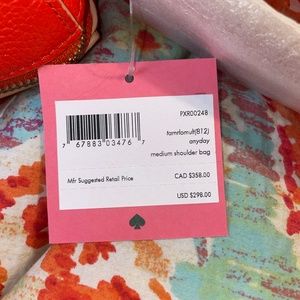 PXR00248
tamrlomult(812)
anyday
medium shoulder bag
7 67883 03476 7
Mfr Suggested Retail Price
CAD $358.00
USD $298.00